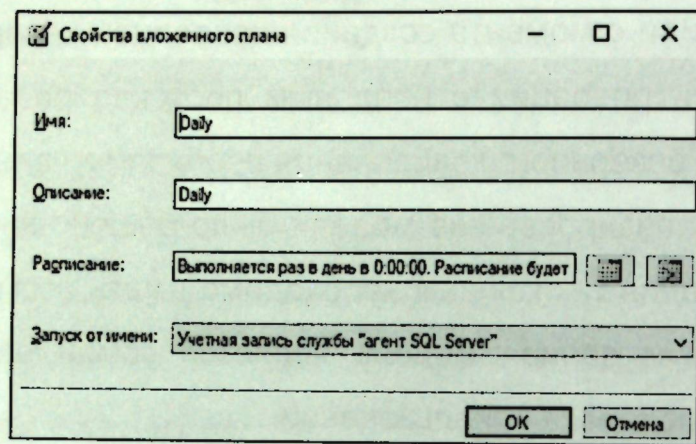 Свойства вложенного плана
Имя: Daily
Описание: Daily
Расписание: Выполняется раз в день в 0:00:00. Расписание будет
Запуск от имени: Учетная запись службы "агент SQL Server"
OK Отмена